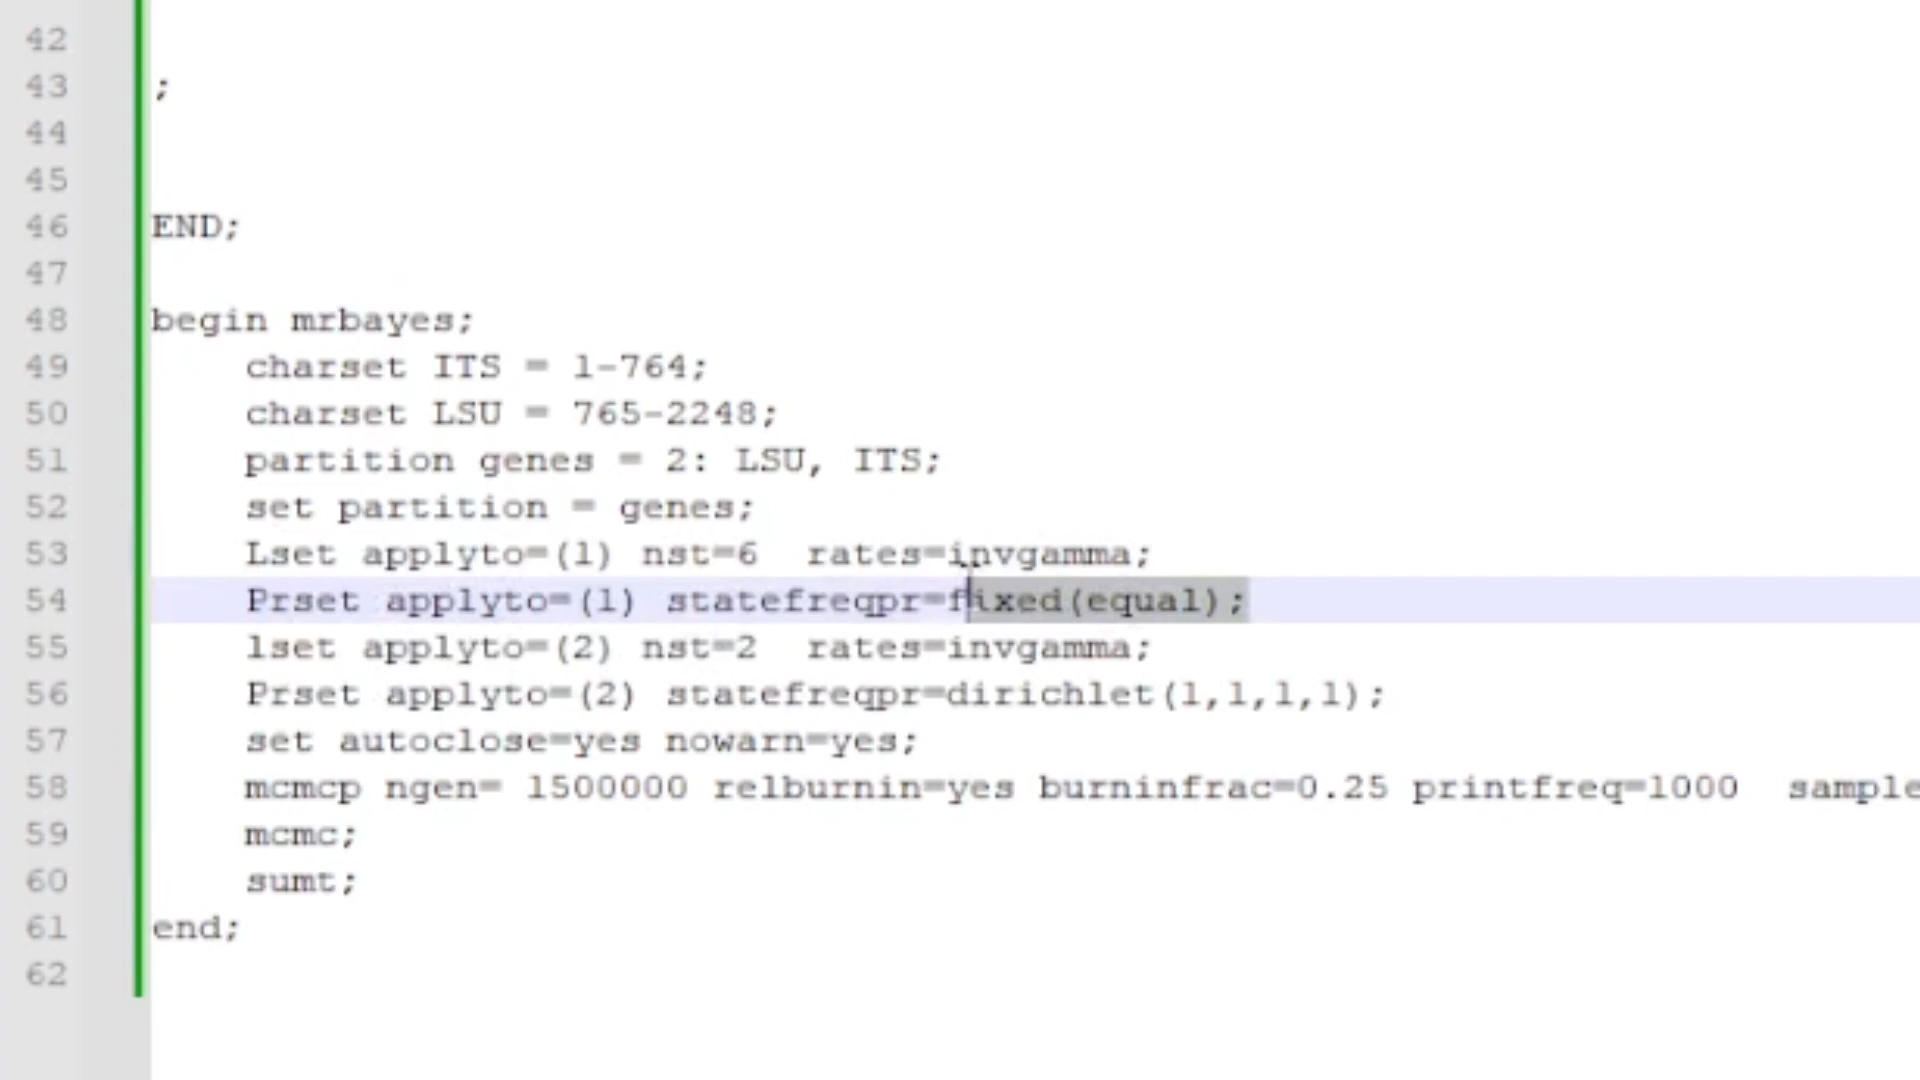 42
43 ;
44
45
46 END;
47
48 begin mrbayes;
49 charset ITS = 1-764;
50 charset LSU = 765-2248;
51 partition genes = 2: LSU, ITS;
52 set partition = genes;
53 Lset applyto=(1) nst=6  rates=invgamma;
54 Prset applyto=(1) statefreqpr=fixed(equal);
55 lset applyto=(2) nst=2  rates=invgamma;
56 Prset applyto=(2) statefreqpr=dirichlet(1,1,1,1);
57 set autoclose=yes nowarn=yes;
58 mcmcp ngen= 1500000 relburnin=yes burninfrac=0.25 printfreq=1000  sample
59 mcmc;
60 sumt;
61 end;
62